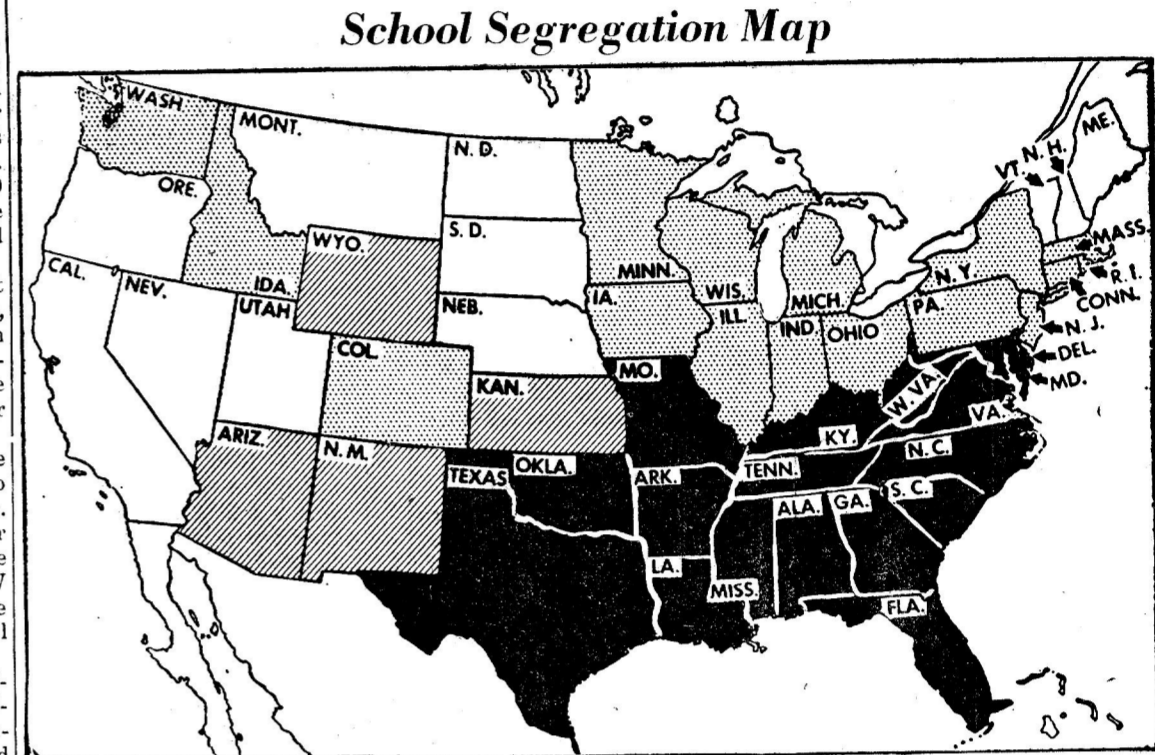 School Segregation Map
WASH
MONT.
N. D.
ORE.
S. D.
MINN.
WIS.
MICH.
N.Y.
VT.
N. H.
ME.
MASS.
R. I.
CONN.
N. J.
DEL.
MD.
IDA.
WYO.
CAL.
NEV.
UTAH
NEB.
IA.
ILL.
IND.
OHIO
PA.
COL.
KAN.
MO.
W. VA.
VA.
KY.
ARIZ.
N. M.
TEXAS
OKLA.
ARK.
TENN.
N. C.
S. C.
ALA.
GA.
LA.
MISS.
FLA.